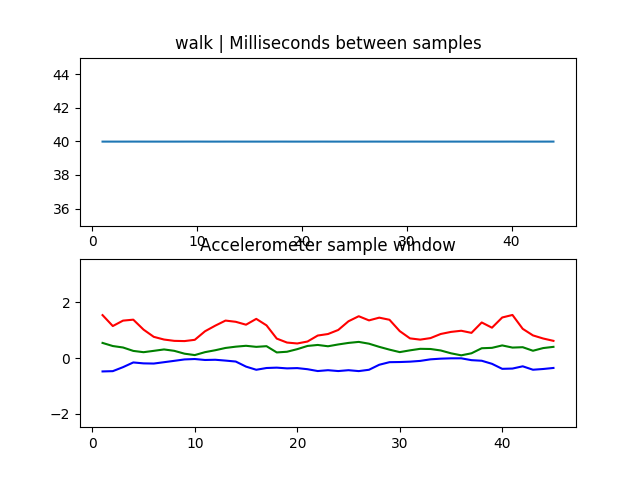 walk | Milliseconds between samples
44
42
40
38
36
0 10 20 30 40
Accelerometer sample window
2
0
−2
0 10 20 30 40